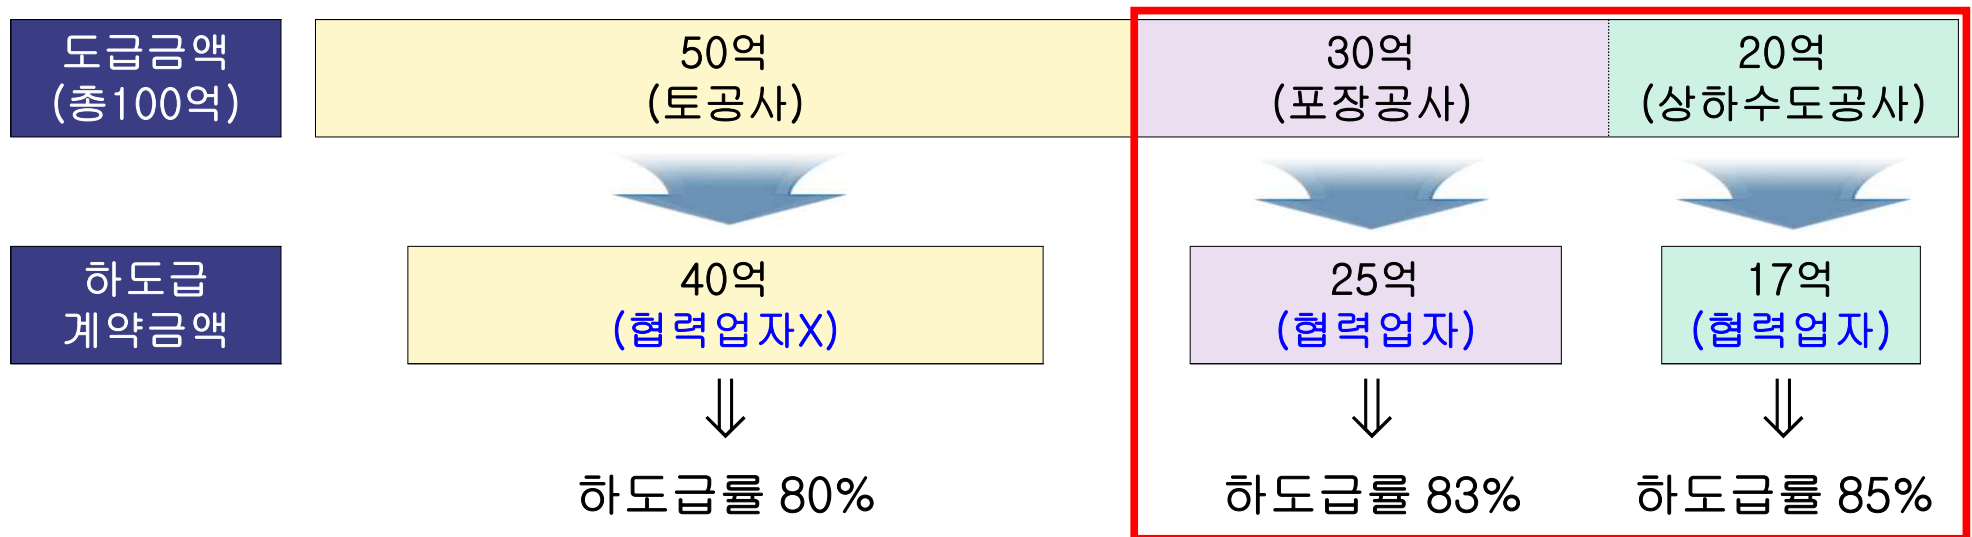 도급금액
(총100억)
50억
(토공사)
30억
(포장공사)
20억
(상하수도공사)
하도급
계약금액
40억
(협력업자X)
25억
(협력업자)
17억
(협력업자)
하도급률 80%
하도급률 83%
하도급률 85%